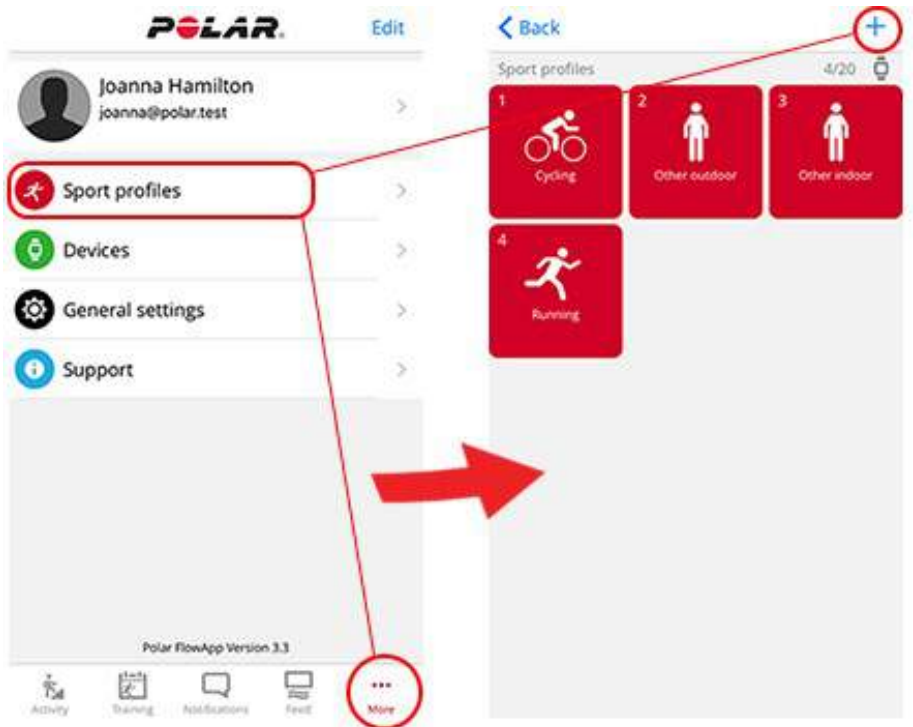 POLAR.
Edit
Joanna Hamilton
joanna@polar.test
Sport profiles
Devices
General settings
Support
Polar FlowApp Version 3.3
Activity
Training
Notifications
Feed
More
Back
Sport profiles
4/20
1
Cycling
2
Other outdoor
3
Other indoor
4
Running